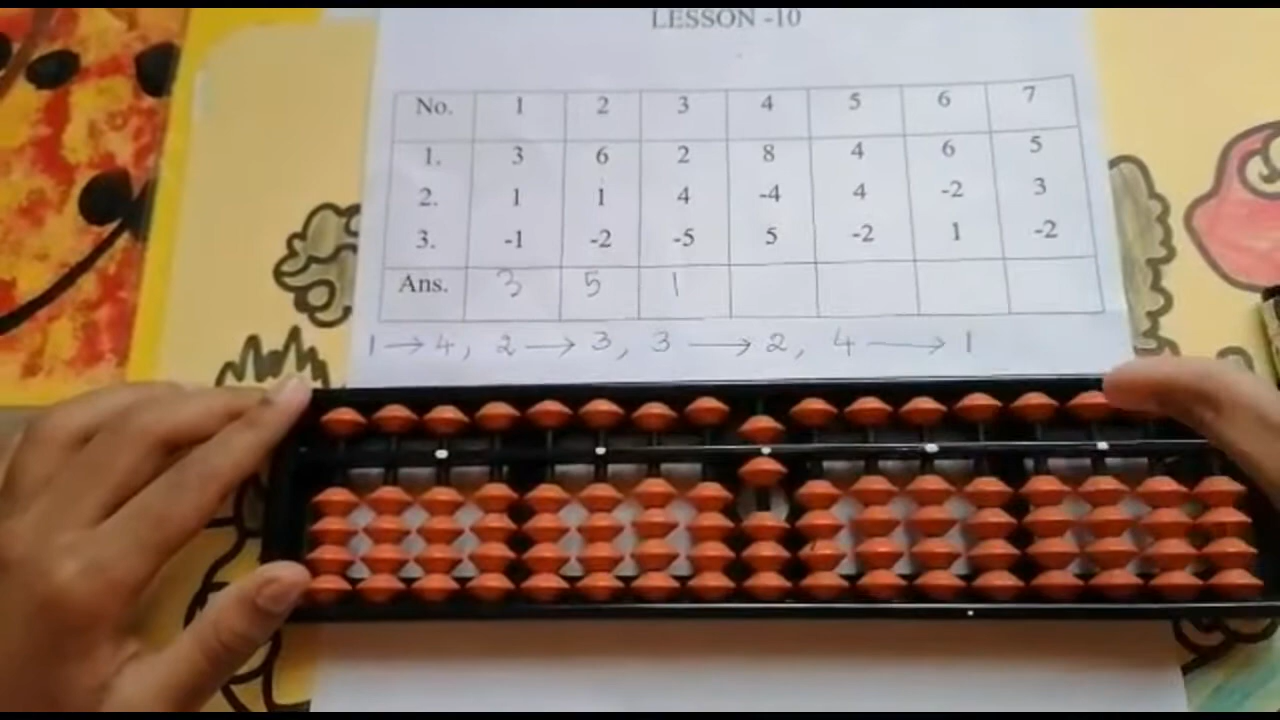 LESSON -10
No. 1 2 3 4 5 6 7
1. 3 6 2 8 4 6 5
2. 1 1 4 -4 4 -2 3
3. -1 -2 -5 5 -2 1 -2
Ans. 3 5 1
1 → 4, 2 → 3, 3 → 2, 4 → 1